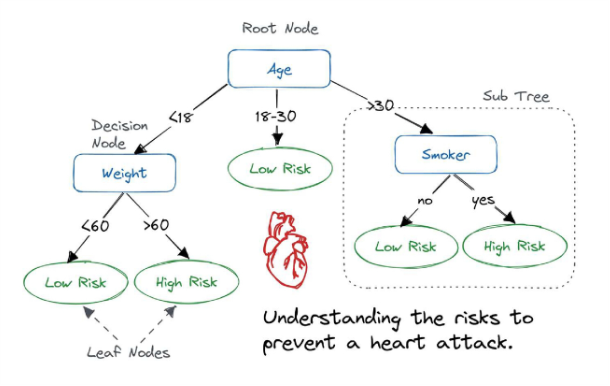 Root Node
Age
<18
18-30
>30
Sub Tree
Decision
Node
Weight
Low Risk
Smoker
no
yes
<60
>60
Low Risk
High Risk
Low Risk
High Risk
Leaf Nodes
Understanding the risks to
prevent a heart attack.